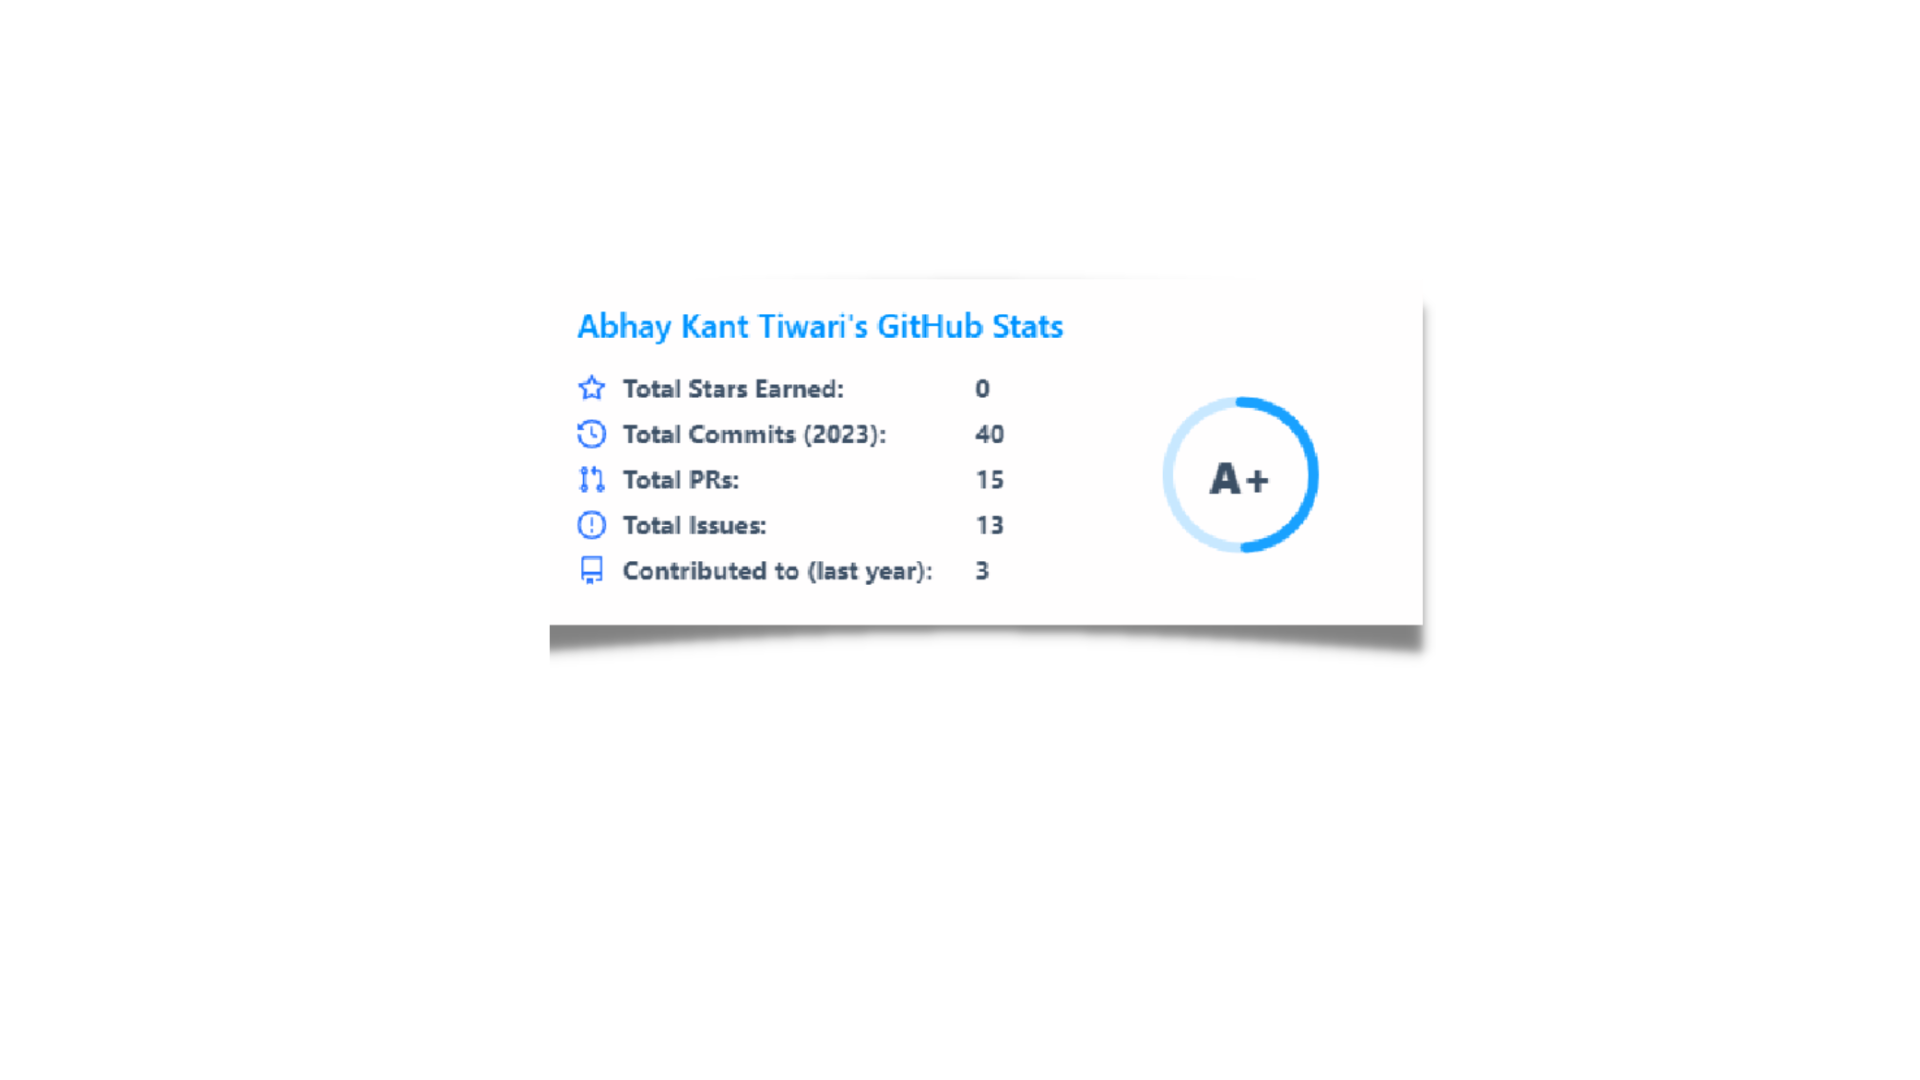 Abhay Kant Tiwari's GitHub Stats
Total Stars Earned: 0
Total Commits (2023): 40
Total PRs: 15
Total Issues: 13
Contributed to (last year): 3
A+